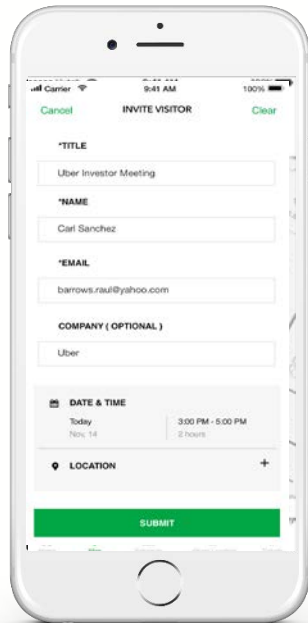 Carrier 9:41 AM 100%
Cancel INVITE VISITOR Clear
*TITLE
Uber Investor Meeting
*NAME
Carl Sanchez
*EMAIL
barrows.raul@yahoo.com
COMPANY ( OPTIONAL )
Uber
DATE & TIME
Today 3:00 PM - 5:00 PM
Nov, 14 2 hours
LOCATION +
SUBMIT